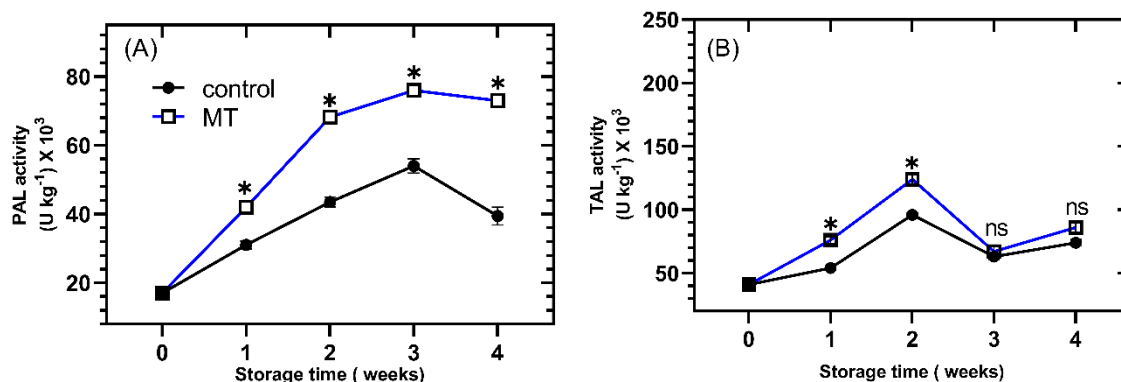 (A)
control
MT
*
*
*
*
80
60
40
20
PAL activity
(U kg⁻¹) X 10³
0 1 2 3 4
Storage time ( weeks)
(B)
*
*
ns
ns
250
200
150
100
50
TAL activity
(U kg⁻¹) X 10³
0 1 2 3 4
Storage time (weeks)